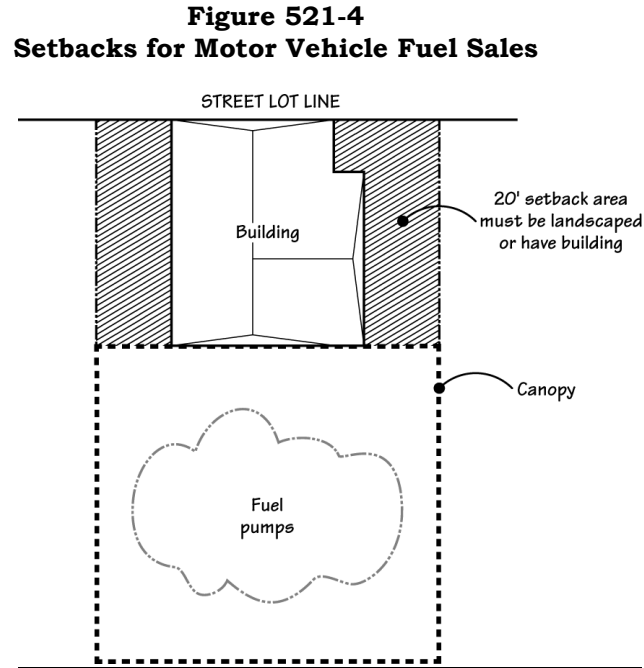 Figure 521-4
Setbacks for Motor Vehicle Fuel Sales
STREET LOT LINE
20' setback area
must be landscaped
or have building
Building
Canopy
Fuel
pumps